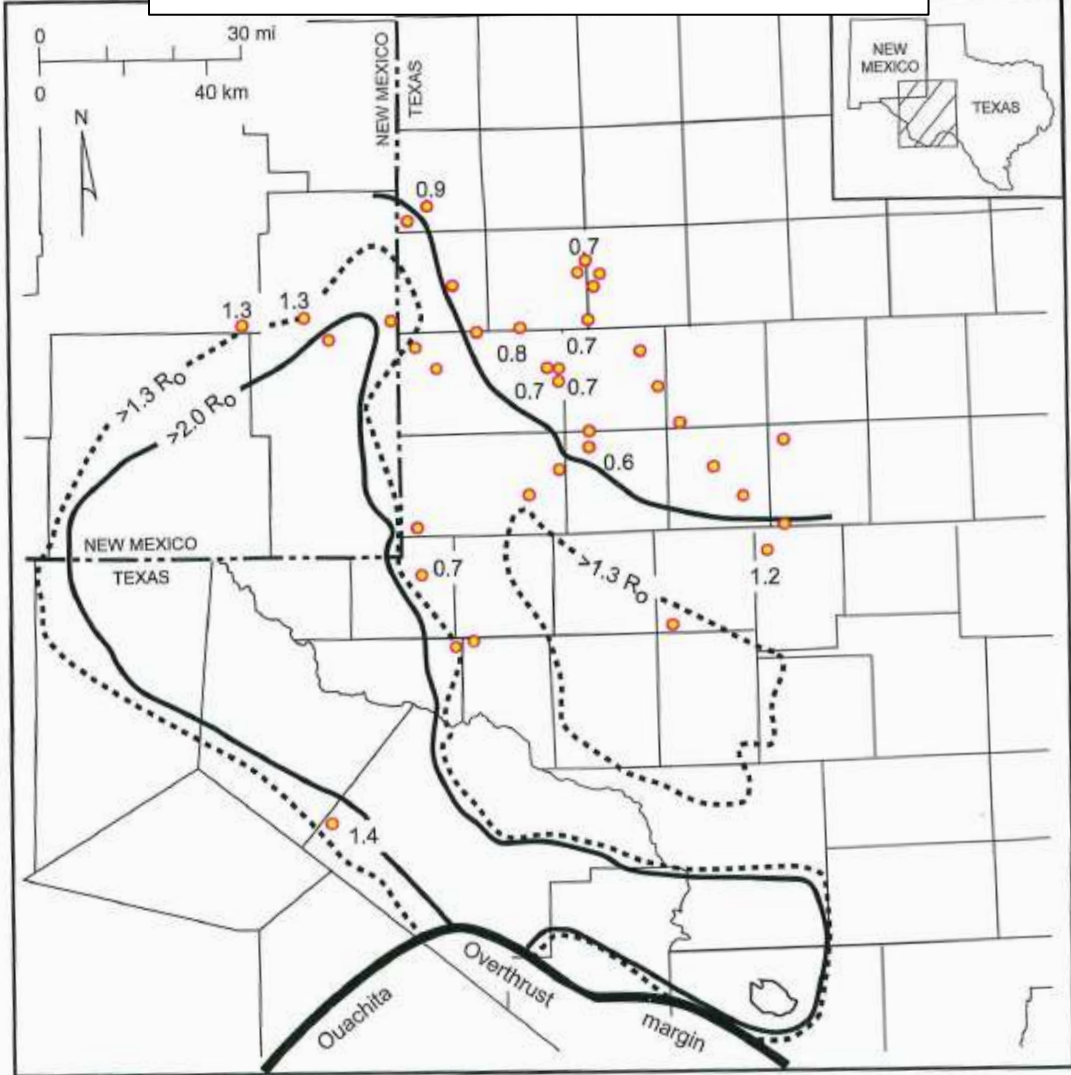 0
30 mi
0
40 km
N
NEW MEXICO
TEXAS
NEW
MEXICO
TEXAS
0.9
0.7
1.3
1.3
0.8
0.7
0.7
0.7
>1.3 Ro
>2.0 Ro
0.6
NEW MEXICO
TEXAS
0.7
>1.3 Ro
1.2
1.4
Ouachita
Overthrust
margin